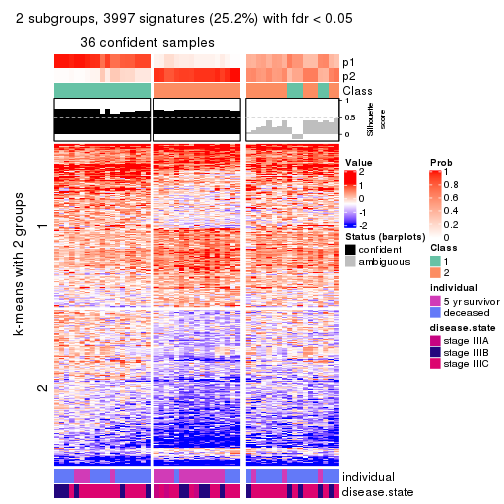 2 subgroups, 3997 signatures (25.2%) with fdr < 0.05
36 confident samples
p1
p2
Class
1
0.5
0
Silhouette
score
k-means with 2 groups
1
2
Value
2
1
0
-1
-2
Status (barplots)
confident
ambiguous
Prob
1
0.8
0.6
0.4
0.2
0
Class
1
2
individual
5 yr survivor
deceased
disease.state
stage IIIA
stage IIIB
stage IIIC
individual
disease.state